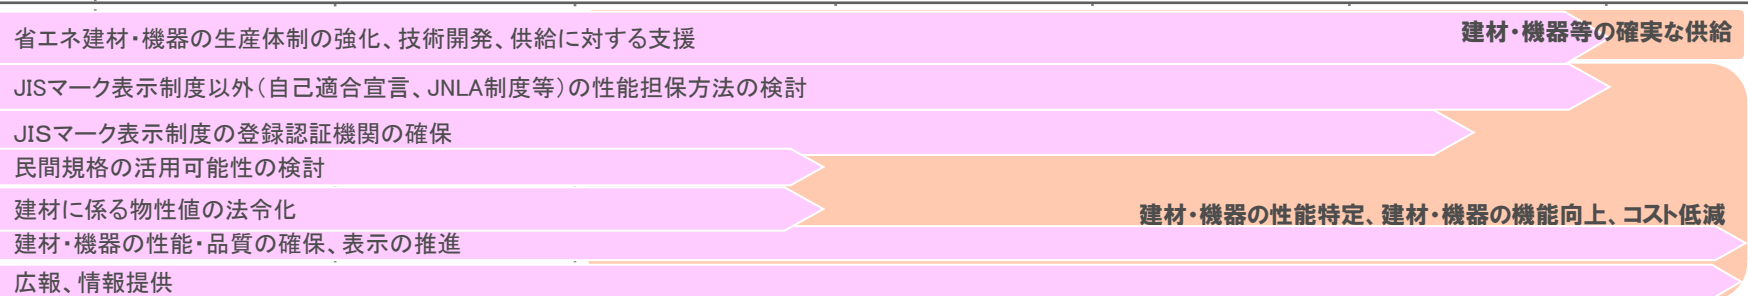 省エネ建材・機器の生産体制の強化、技術開発、供給に対する支援
建材・機器等の確実な供給
JISマーク表示制度以外（自己適合宣言、JNLA制度等）の性能担保方法の検討
JISマーク表示制度の登録認証機関の確保
民間規格の活用可能性の検討
建材に係る物性値の法令化
建材・機器の性能特定、建材・機器の機能向上、コスト低減
建材・機器の性能・品質の確保、表示の推進
広報、情報提供